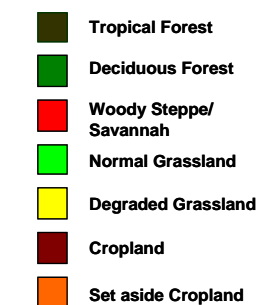 Tropical Forest
Deciduous Forest
Woody Steppe/
Savannah
Normal Grassland
Degraded Grassland
Cropland
Set aside Cropland